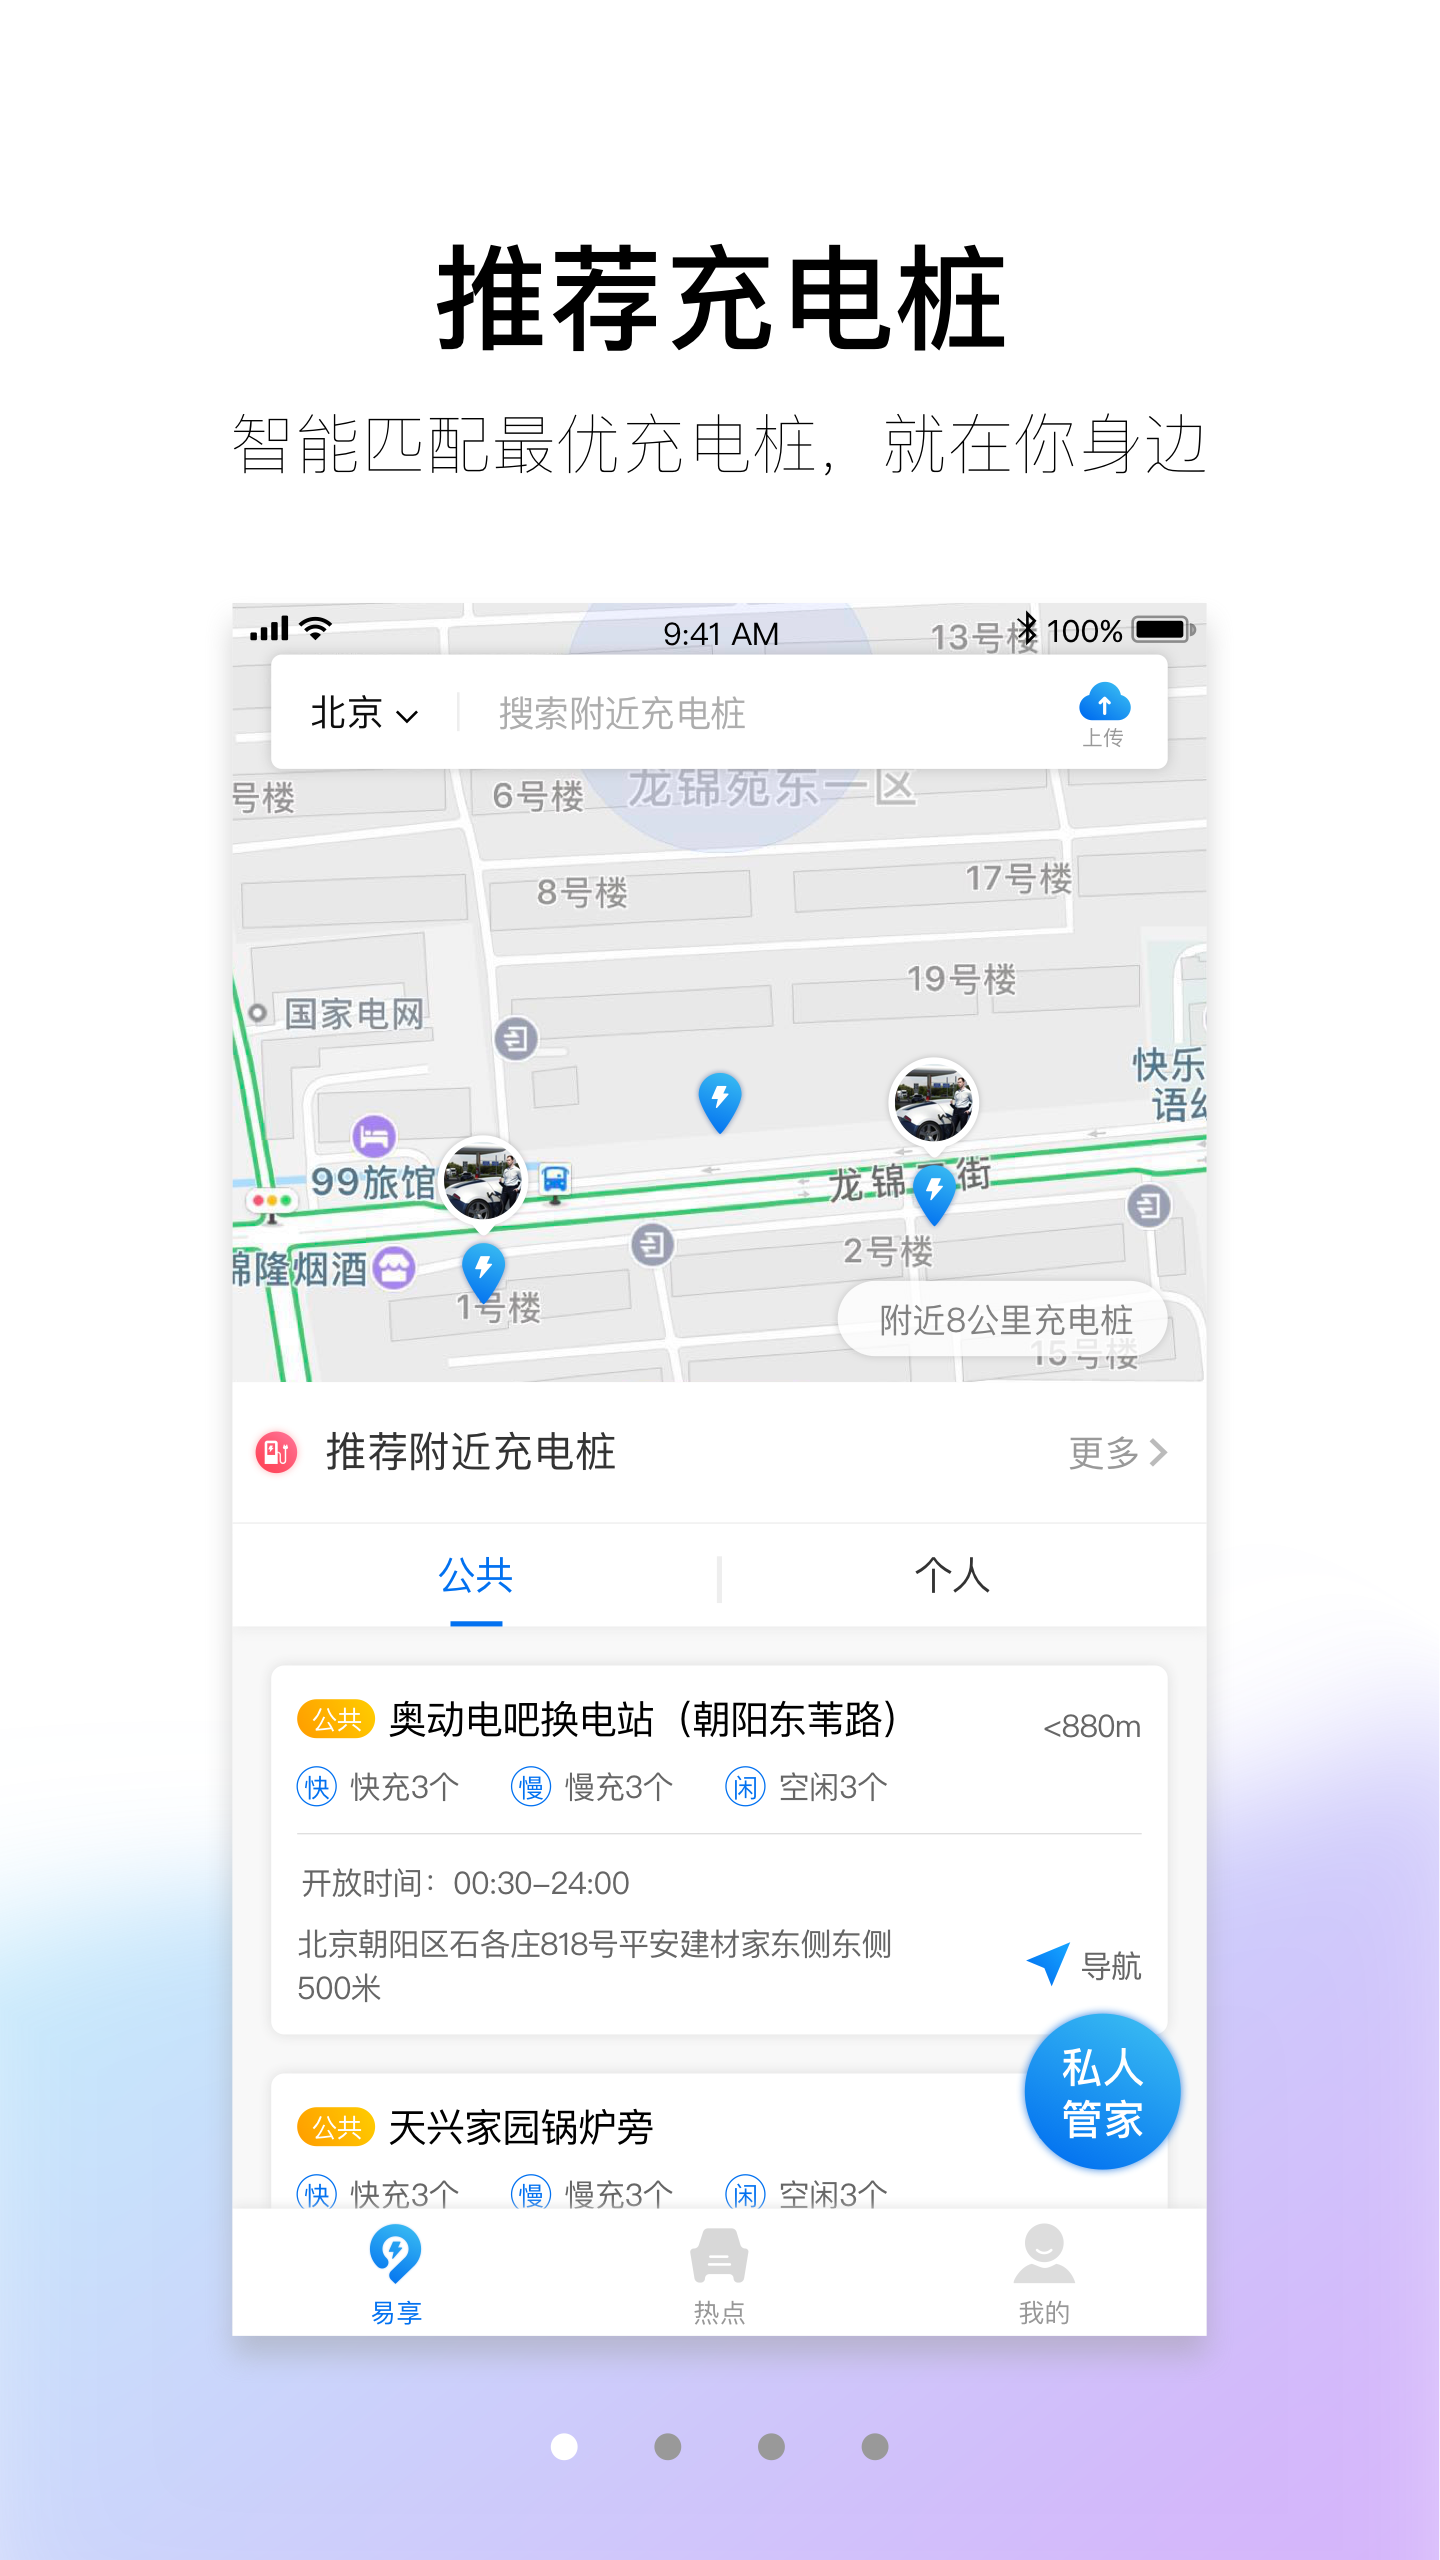 推荐充电桩
智能匹配最优充电桩，就在你身边
9:41 AM
100%
13号楼
北京
搜索附近充电桩
上传
龙锦苑东一区
号楼
6号楼
8号楼
17号楼
19号楼
国家电网
快乐
语幼
99旅馆
龙锦二街
2号楼
锦隆烟酒
1号楼
附近8公里充电桩
15号楼
推荐附近充电桩
更多
公共
个人
公共 奥动电吧换电站（朝阳东苇路）
<880m
快 快充3个 慢 慢充3个 闲 空闲3个
开放时间：00:30-24:00
北京朝阳区石各庄818号平安建材家东侧东侧
500米
导航
私人
管家
公共 天兴家园锅炉旁
快 快充3个 慢 慢充3个 闲 空闲3个
易享
热点
我的